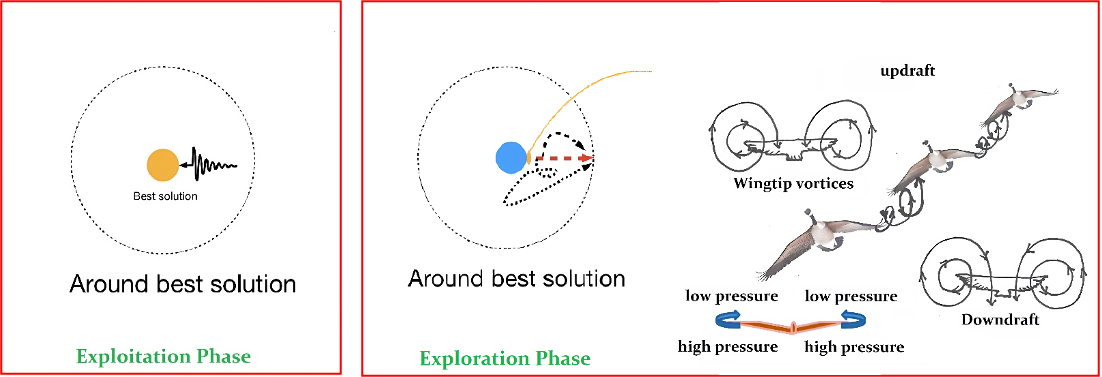 Best solution
Around best solution
Exploitation Phase
Around best solution
Exploration Phase
updraft
Wingtip vortices
Downdraft
low pressure low pressure
high pressure high pressure